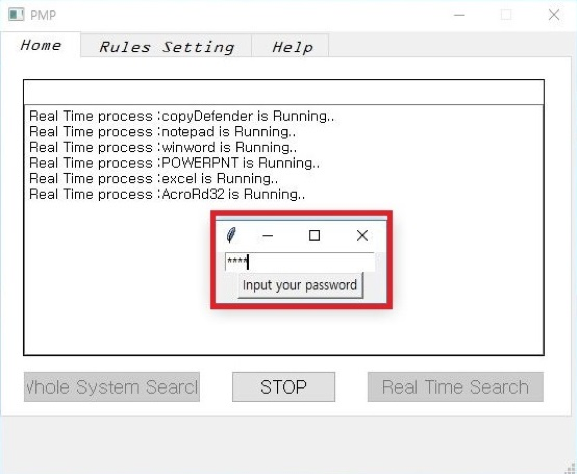 PMP
Home Rules Setting Help
Real Time process :copyDefender is Running..
Real Time process :notepad is Running..
Real Time process :winword is Running..
Real Time process :POWERPNT is Running..
Real Time process :excel is Running..
Real Time process :AcroRd32 is Running..
****
Input your password
Whole System Search STOP Real Time Search